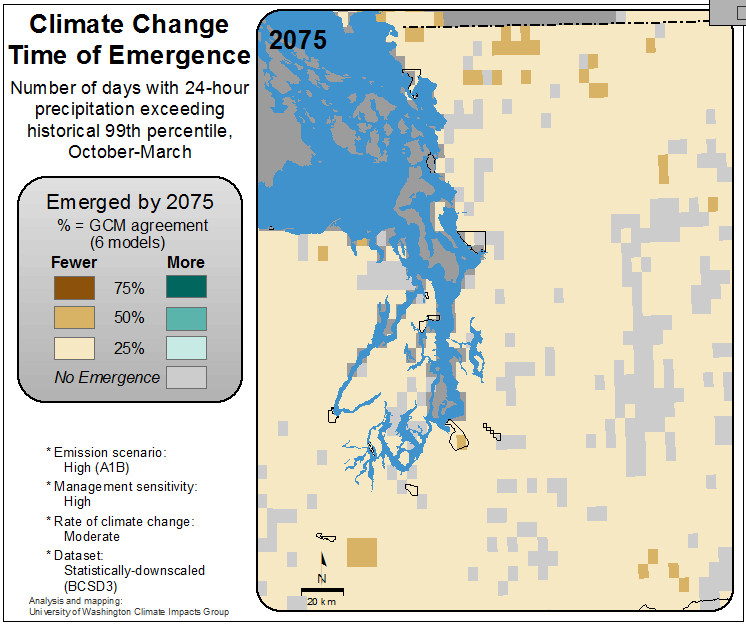 Climate Change
Time of Emergence
Number of days with 24-hour
precipitation exceeding
historical 99th percentile,
October-March
Emerged by 2075
% = GCM agreement
(6 models)
Fewer More
75%
50%
25%
No Emergence
* Emission scenario:
High (A1B)
* Management sensitivity:
High
* Rate of climate change:
Moderate
* Dataset:
Statistically-downscaled
(BCSD3)
Analysis and mapping:
University of Washington Climate Impacts Group
2075
N
20 km